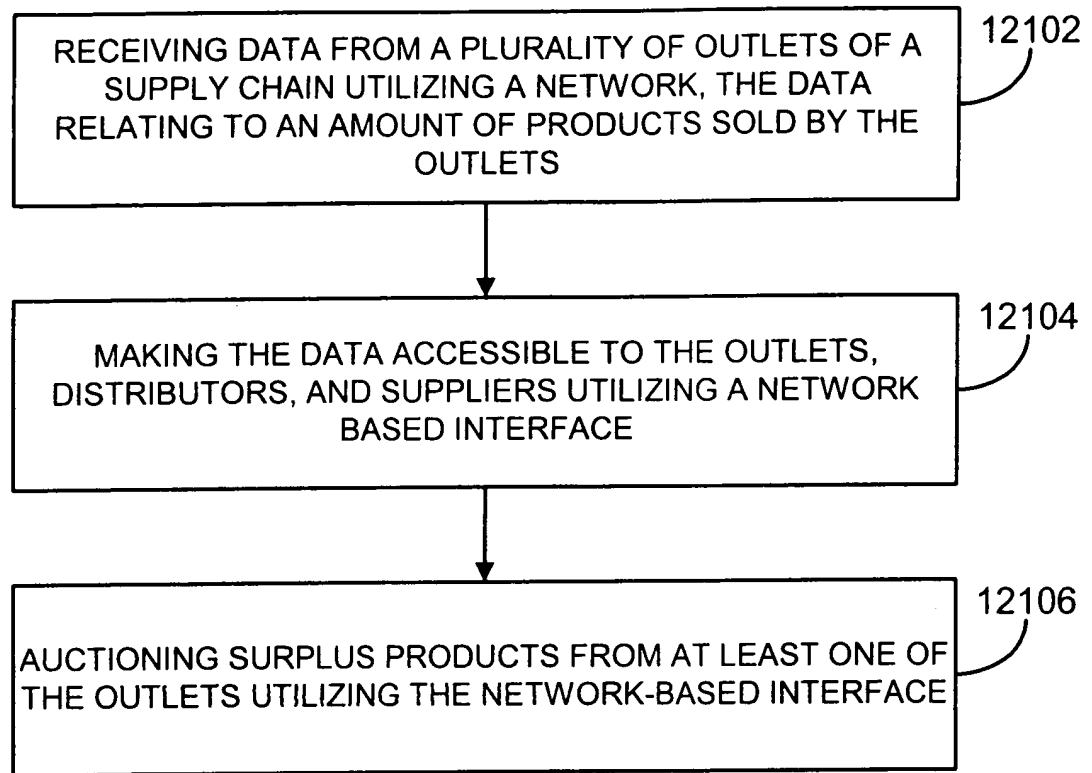 RECEIVING DATA FROM A PLURALITY OF OUTLETS OF A
SUPPLY CHAIN UTILIZING A NETWORK, THE DATA
RELATING TO AN AMOUNT OF PRODUCTS SOLD BY THE
OUTLETS
12102
MAKING THE DATA ACCESSIBLE TO THE OUTLETS,
DISTRIBUTORS, AND SUPPLIERS UTILIZING A NETWORK
BASED INTERFACE
12104
AUCTIONING SURPLUS PRODUCTS FROM AT LEAST ONE OF
THE OUTLETS UTILIZING THE NETWORK-BASED INTERFACE
12106